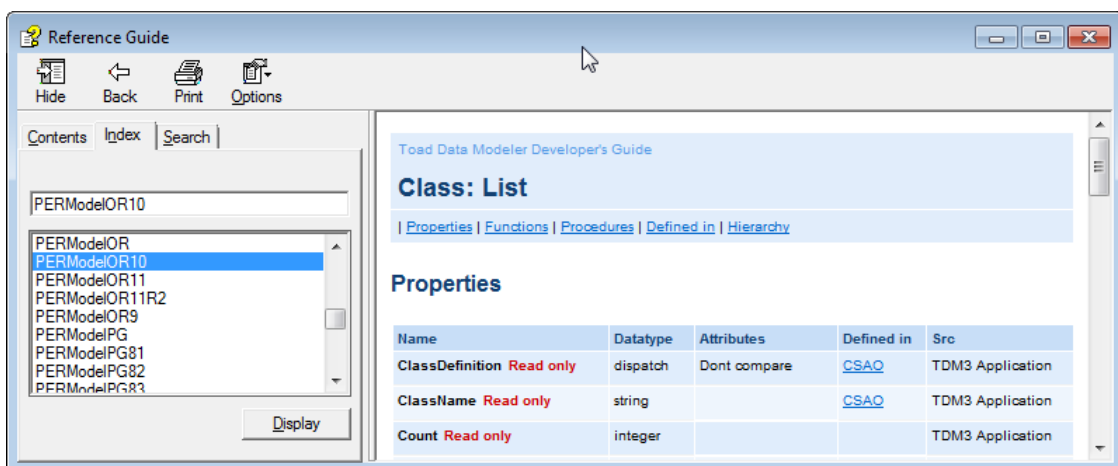 Reference Guide
Hide Back Print Options
Contents Index Search
PERModelOR10
PERModelOR
PERModelOR10
PERModelOR11
PERModelOR11R2
PERModelOR9
PERModelPG
PERModelPG81
PERModelPG82
PERModelPG83
Display
Toad Data Modeler Developer's Guide
Class: List
| Properties | Functions | Procedures | Defined in | Hierarchy
Properties
Name Datatype Attributes Defined in Src
ClassDefinition Read only dispatch Dont compare CSAO TDM3 Application
ClassName Read only string CSAO TDM3 Application
Count Read only integer TDM3 Application